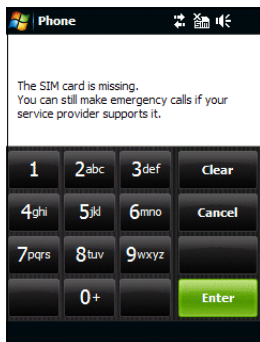 Phone
Sim
The SIM card is missing.
You can still make emergency calls if your
service provider supports it.
1 2abc 3def Clear
4ghi 5jkl 6mno Cancel
7pqrs 8tuv 9wxyz
0+ Enter